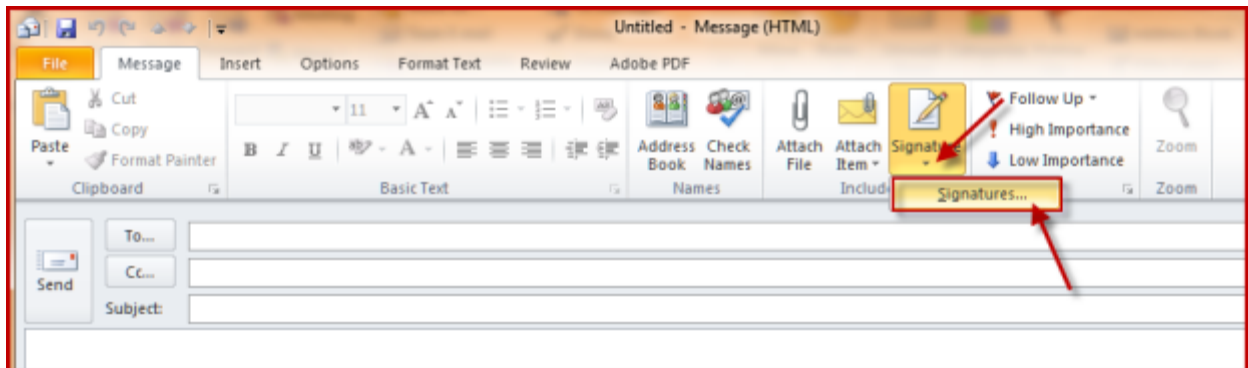 Untitled - Message (HTML)
File Message Insert Options Format Text Review Adobe PDF
Cut
Copy
Format Painter
Paste
Clipboard
11
A A
B I U ab A
Basic Text
Address Book
Check Names
Names
Attach File
Attach Item
Signature
Include
Signatures...
Follow Up
High Importance
Low Importance
Zoom
Zoom
To...
Cc...
Subject:
Send